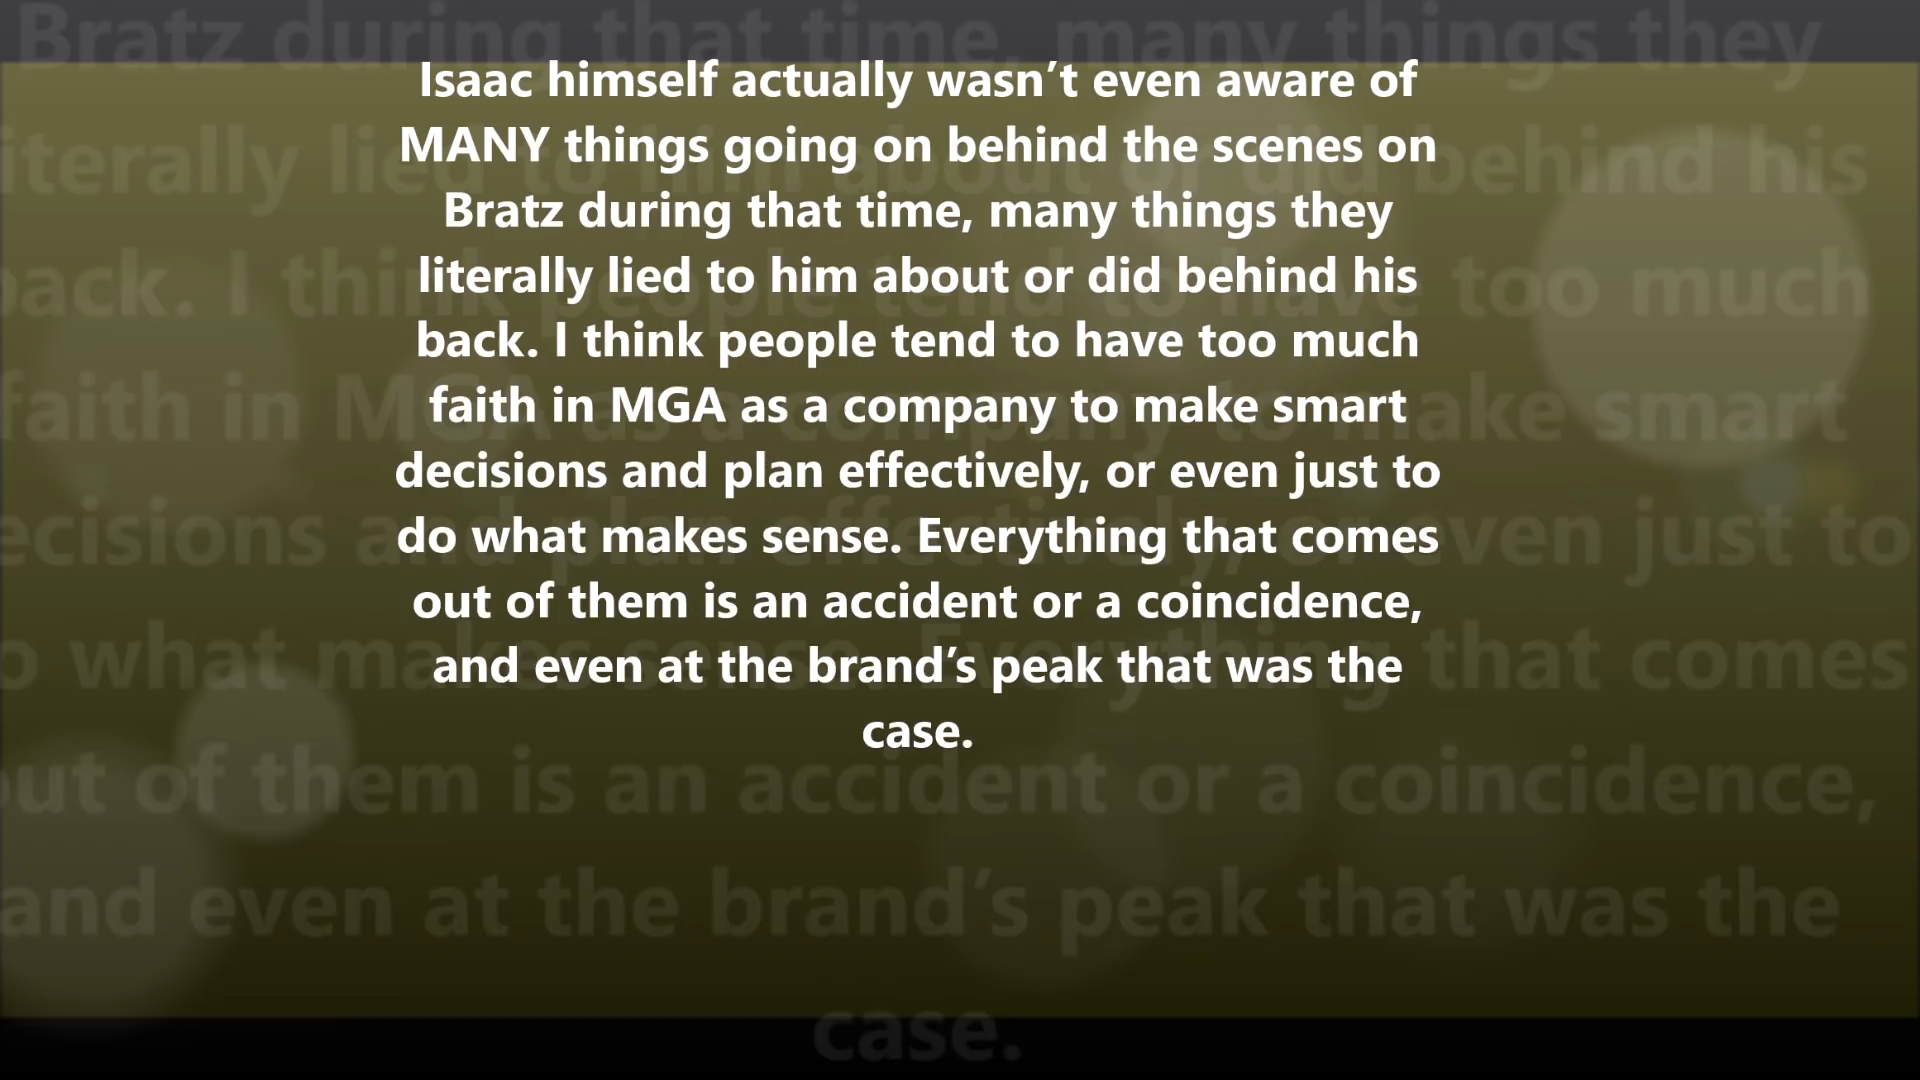 Isaac himself actually wasn’t even aware of
MANY things going on behind the scenes on
Bratz during that time, many things they
literally lied to him about or did behind his
back. I think people tend to have too much
faith in MGA as a company to make smart
decisions and plan effectively, or even just to
do what makes sense. Everything that comes
out of them is an accident or a coincidence,
and even at the brand’s peak that was the
case.